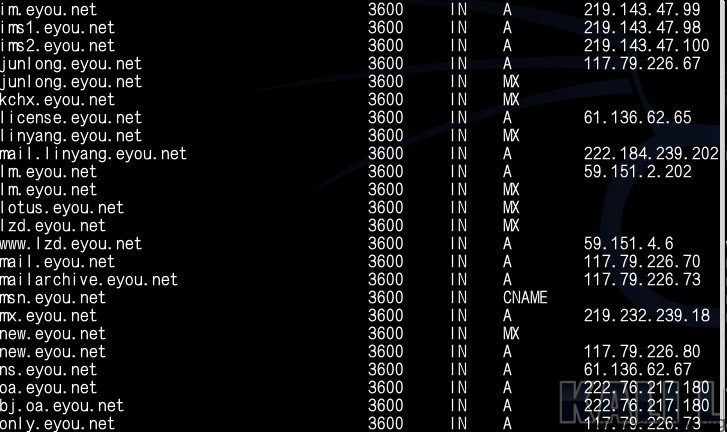 im.eyou.net 3600 IN A 219.143.47.99
ims1.eyou.net 3600 IN A 219.143.47.98
ims2.eyou.net 3600 IN A 219.143.47.100
junlong.eyou.net 3600 IN A 117.79.226.67
junlong.eyou.net 3600 IN MX
kchx.eyou.net 3600 IN MX
license.eyou.net 3600 IN A 61.136.62.65
linyang.eyou.net 3600 IN MX
mail.linyang.eyou.net 3600 IN A 222.184.239.202
lm.eyou.net 3600 IN A 59.151.2.202
lm.eyou.net 3600 IN MX
lotus.eyou.net 3600 IN MX
lzd.eyou.net 3600 IN MX
www.lzd.eyou.net 3600 IN A 59.151.4.6
mail.eyou.net 3600 IN A 117.79.226.70
mailarchive.eyou.net 3600 IN A 117.79.226.73
msn.eyou.net 3600 IN CNAME
mx.eyou.net 3600 IN A 219.232.239.18
new.eyou.net 3600 IN MX
new.eyou.net 3600 IN A 117.79.226.80
ns.eyou.net 3600 IN A 61.136.62.67
oa.eyou.net 3600 IN A 222.76.217.180
bj.oa.eyou.net 3600 IN A 222.76.217.180
only.eyou.net 3600 IN A 117.79.226.73